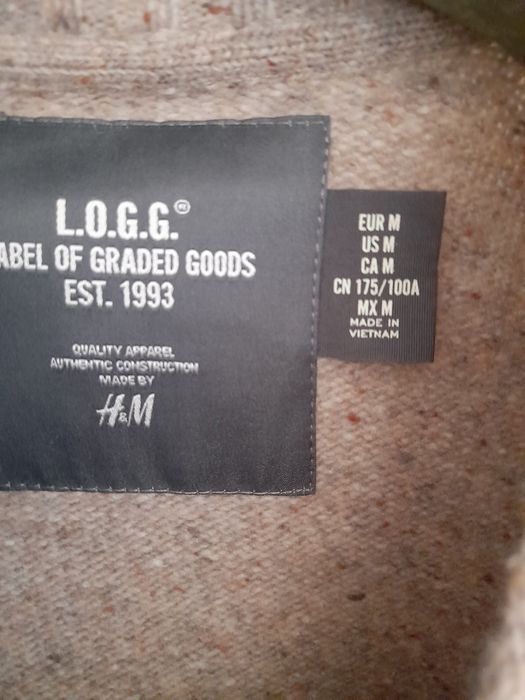 L.O.G.G.®
ABEL OF GRADED GOODS
EST. 1993
QUALITY APPAREL
AUTHENTIC CONSTRUCTION
MADE BY
H&M
EUR M
US M
CA M
CN 175/100A
MX M
MADE IN
VIETNAM